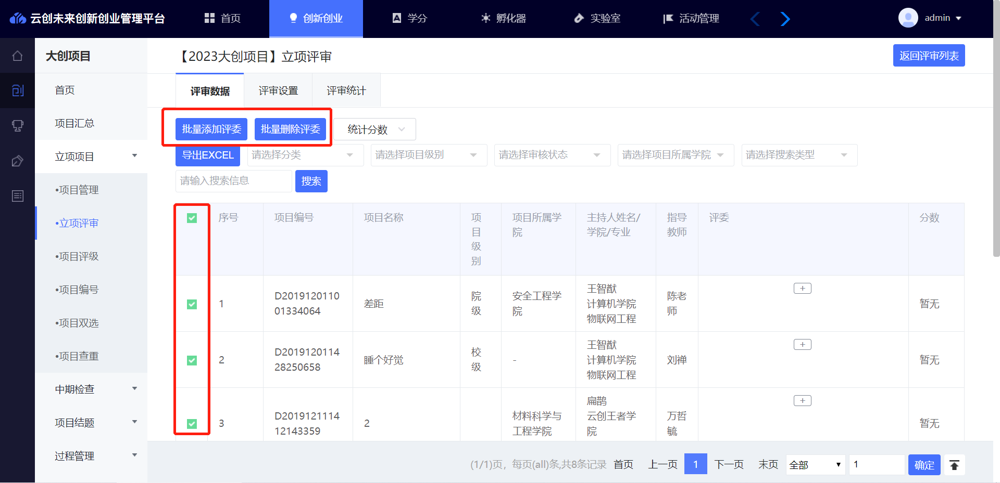 云创未来创新创业管理平台
首页
创新创业
学分
孵化器
实验室
活动管理
admin
大创项目
首页
项目汇总
立项项目
•项目管理
•立项评审
•项目评级
•项目编号
•项目双选
•项目查重
中期检查
项目结题
过程管理
【2023大创项目】立项评审
返回评审列表
评审数据
评审设置
评审统计
批量添加评委
批量删除评委
统计分数
导出EXCEL
请选择分类
请选择项目级别
请选择审核状态
请选择项目所属学院
请选择搜索类型
请输入搜索信息
搜索
序号
项目编号
项目名称
项
目
级
别
项目所属学
院
主持人姓名/
学院/专业
指导
教师
评委
分数
1
D2019120110
01334064
差距
院
级
安全工程学
院
王智猷
计算机学院
物联网工程
陈老
师
+
暂无
2
D2019120114
28250658
睡个好觉
校
级
-
王智猷
计算机学院
物联网工程
刘禅
+
暂无
3
D2019121114
12143359
2
材料科学与
工程学院
扁鹊
云创王者学
院
万哲
毓
+
暂无
(1/1)页，每页(all)条,共8条记录
首页
上一页
1
下一页
末页
全部
1
确定